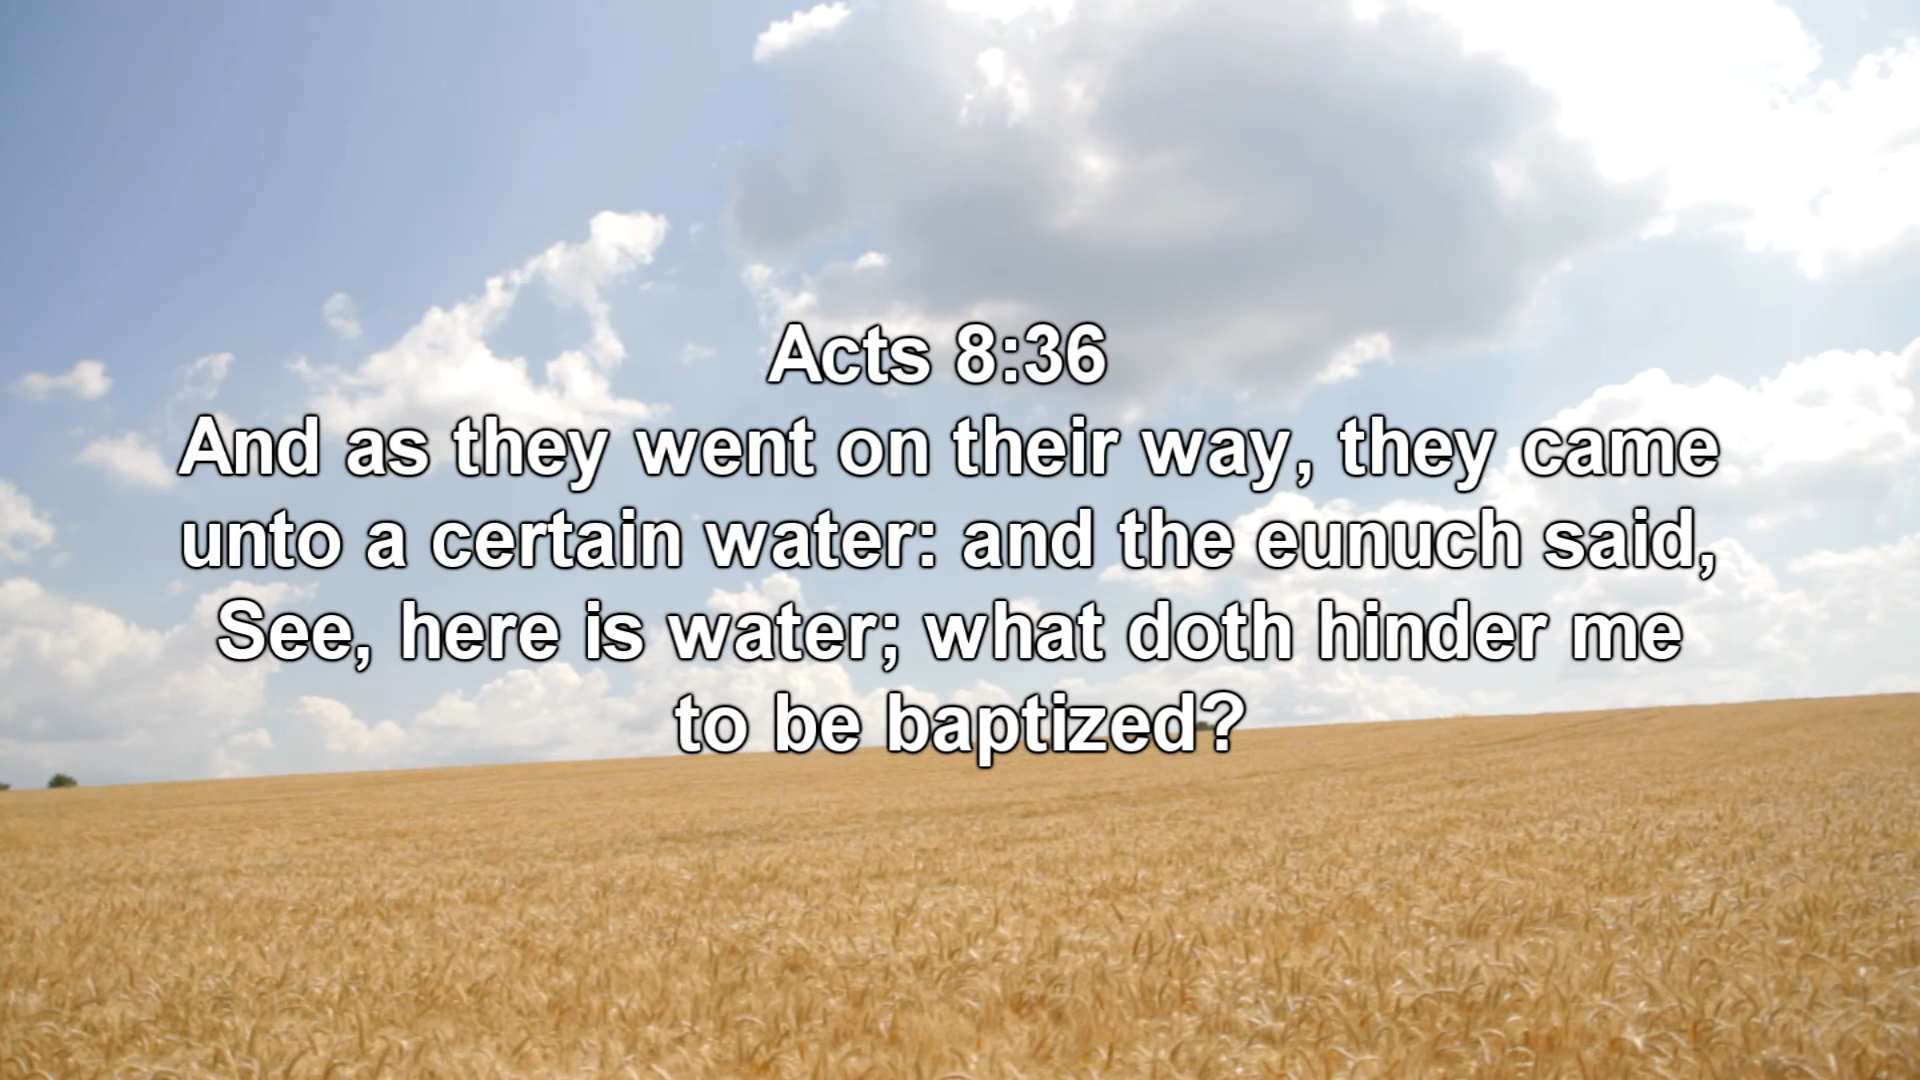 Acts 8:36
And as they went on their way, they came
unto a certain water: and the eunuch said,
See, here is water; what doth hinder me
to be baptized?